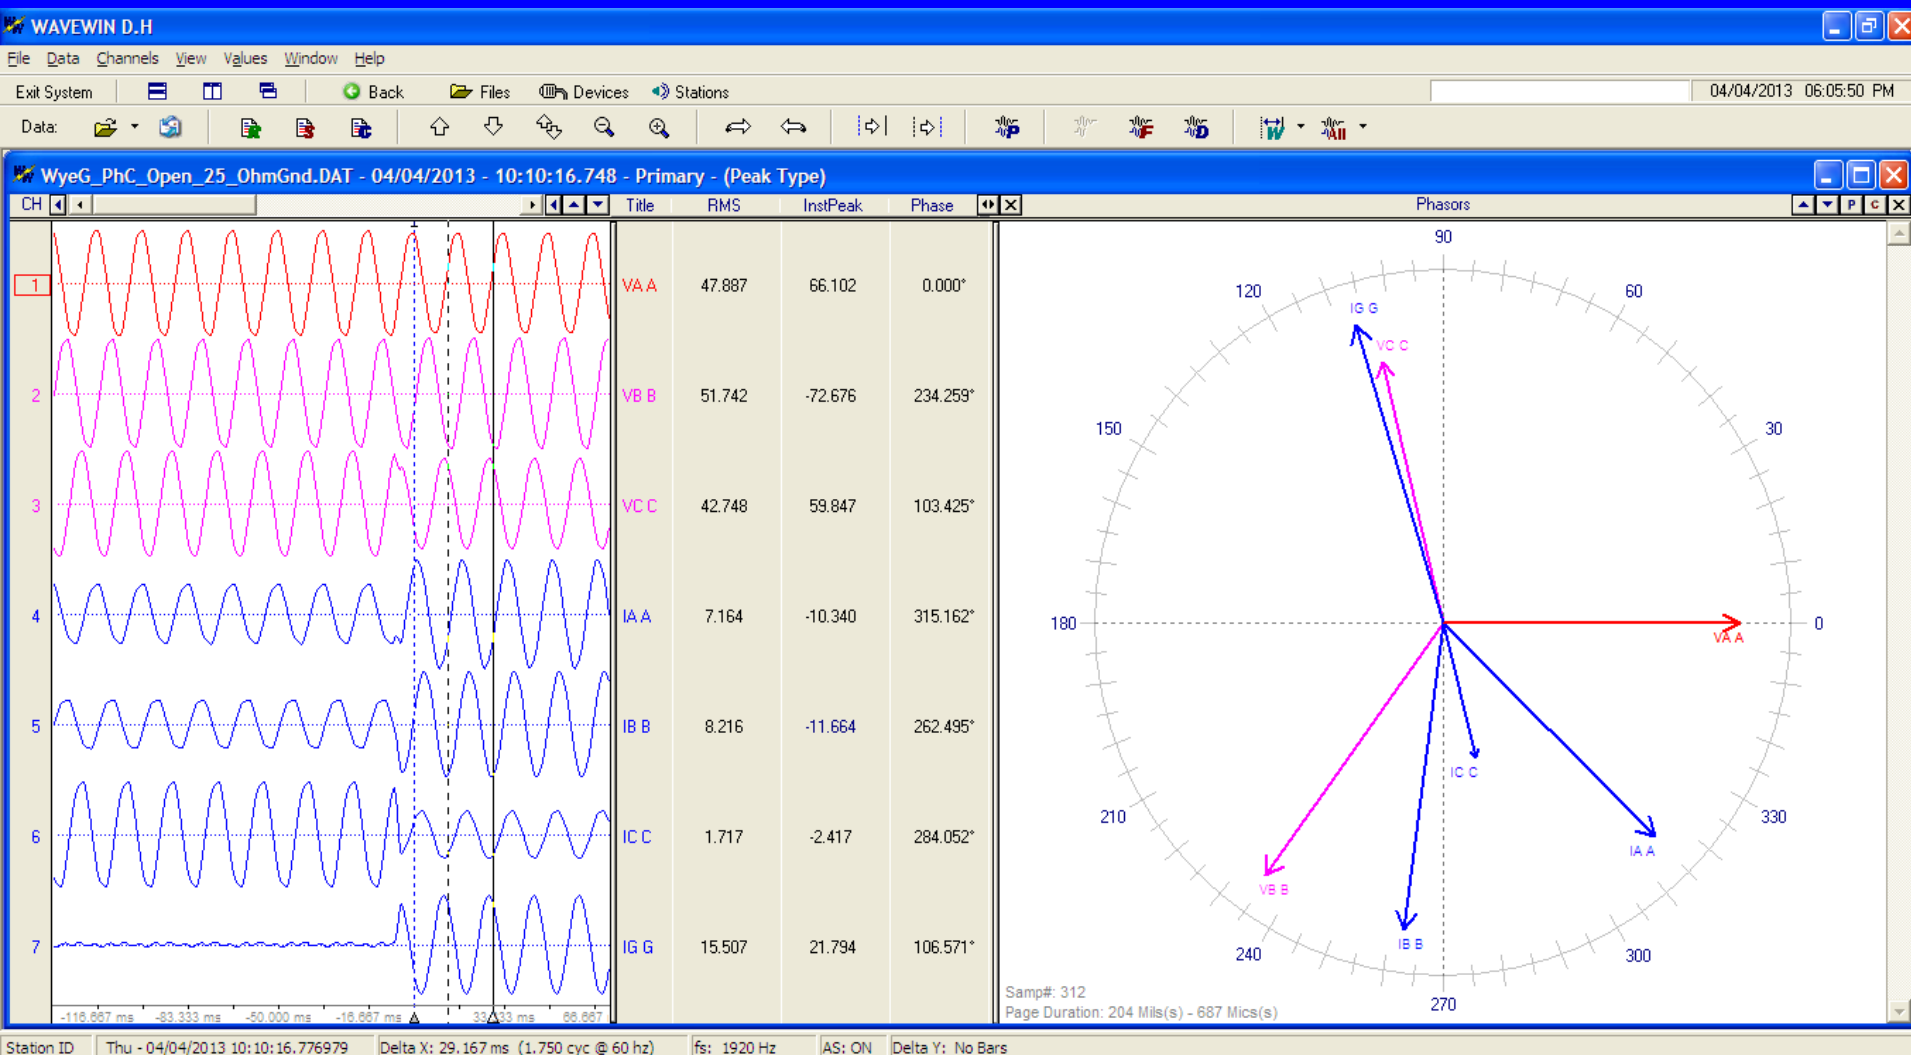 WAVEWIN D.H
File Data Channels View Values Window Help
Exit System Back Files Devices Stations 04/04/2013 06:05:50 PM
Data: R S C P F D W All
WyeG_PhC_Open_25_OhmGnd.DAT - 04/04/2013 - 10:10:16.748 - Primary - (Peak Type)
CH Title RMS InstPeak Phase Phasors P C
1 VA A 47.887 66.102 0.000°
2 VB B 51.742 -72.676 234.259°
3 VC C 42.748 59.847 103.425°
4 IA A 7.164 -10.340 315.162°
5 IB B 8.216 -11.664 262.495°
6 IC C 1.717 -2.417 284.052°
7 IG G 15.507 21.794 106.571°
-116.667 ms -83.333 ms -50.000 ms -16.667 ms 33.333 ms 66.667
90
120 60
IG G
VC C
150 30
180 0
VA A
IC C
210 330
IA A
VB B
IB B
240 300
270
Samp#: 312
Page Duration: 204 Mils(s) - 687 Mics(s)
Station ID Thu - 04/04/2013 10:10:16.776979 Delta X: 29.167 ms (1.750 cyc @ 60 hz) fs: 1920 Hz AS: ON Delta Y: No Bars